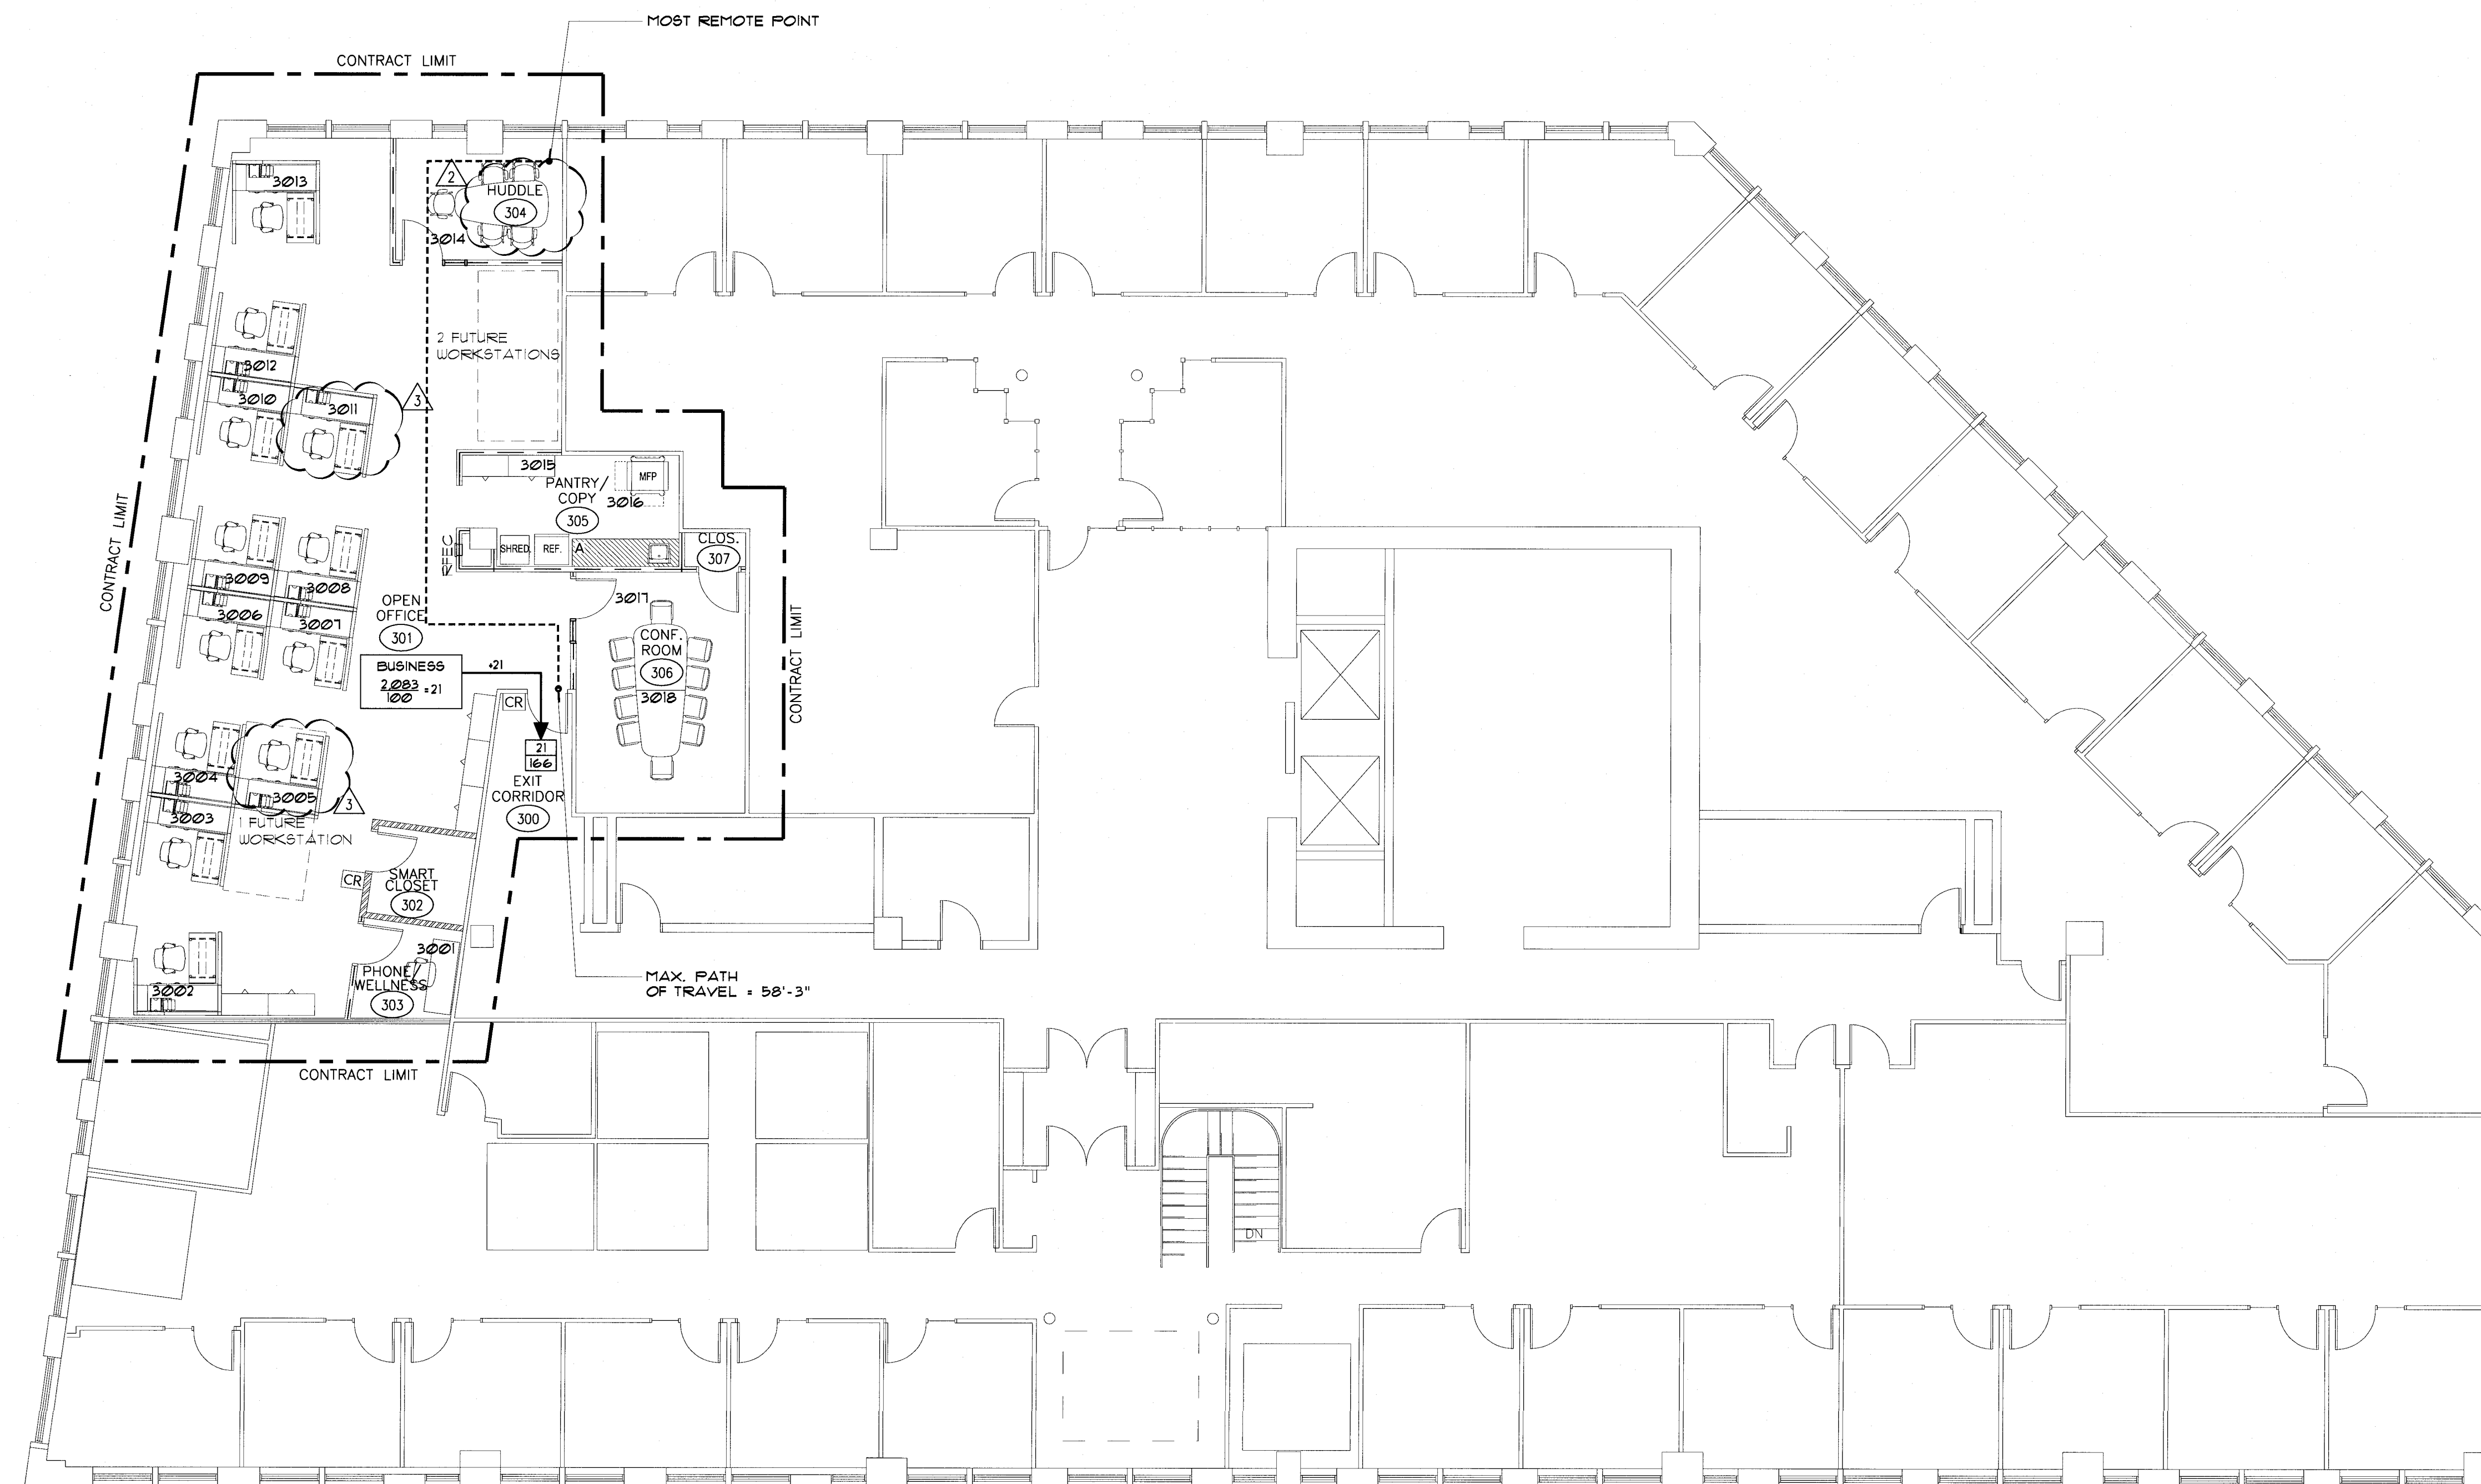 MOST REMOTE POINT
CONTRACT LIMIT
2
HUDDLE
304
3013
3014
2 FUTURE
WORKSTATIONS
3012
3010
3011
3
CONTRACT LIMIT
3015
MFP
PANTRY/
COPY
3016
305
FEC
SHRED.
REF.
A
CLOS.
307
3009
3008
3006
3007
OPEN
OFFICE
301
3017
CONF.
ROOM
306
3018
CONTRACT LIMIT
BUSINESS
2,083
100
=21
+21
CR
21
166
EXIT
CORRIDOR
300
3004
3005
3
3003
1 FUTURE
WORKSTATION
CR
SMART
CLOSET
302
3001
PHONE/
WELLNESS
303
3002
MAX. PATH
OF TRAVEL = 58'-3"
CONTRACT LIMIT
DN